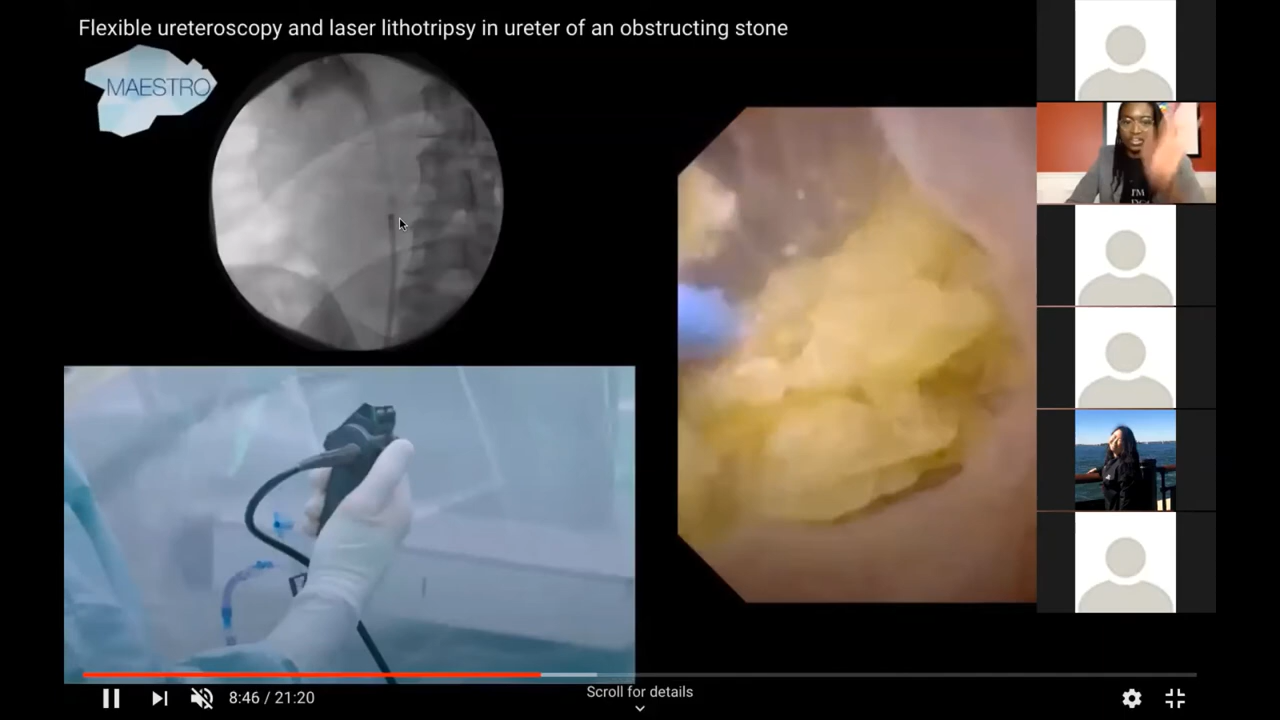 Flexible ureteroscopy and laser lithotripsy in ureter of an obstructing stone
MAESTRO
I'M
8:46 / 21:20
Scroll for details